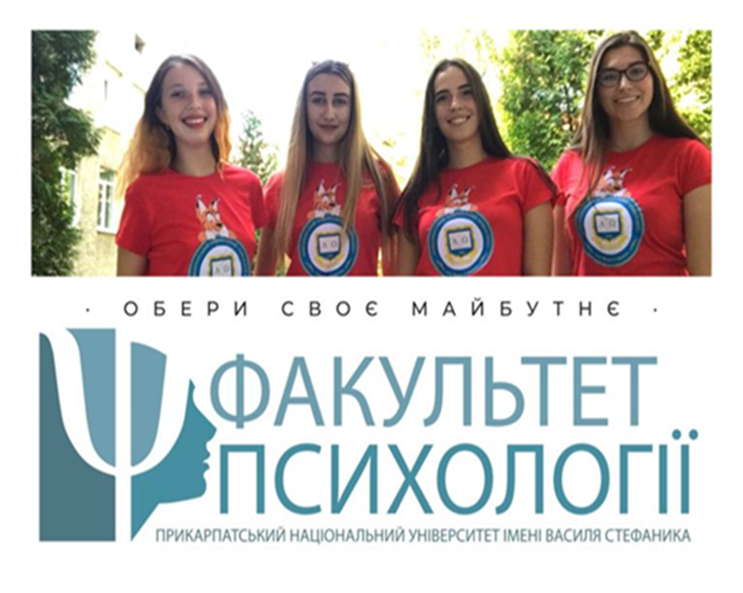 · ОБЕРИ СВОЄ МАЙБУТНЄ ·
ФАКУЛЬТЕТ
ПСИХОЛОГІЇ
ПРИКАРПАТСЬКИЙ НАЦІОНАЛЬНИЙ УНІВЕРСИТЕТ ІМЕНІ ВАСИЛЯ СТЕФАНИКА